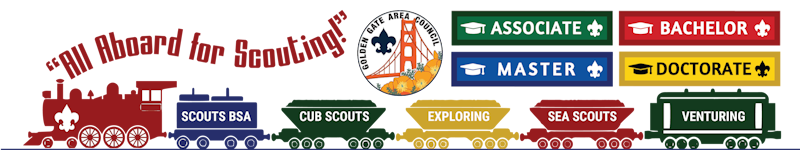 “All Aboard for Scouting!”
GOLDEN GATE AREA COUNCIL
ASSOCIATE
BACHELOR
MASTER
DOCTORATE
SCOUTS BSA
CUB SCOUTS
EXPLORING
SEA SCOUTS
VENTURING